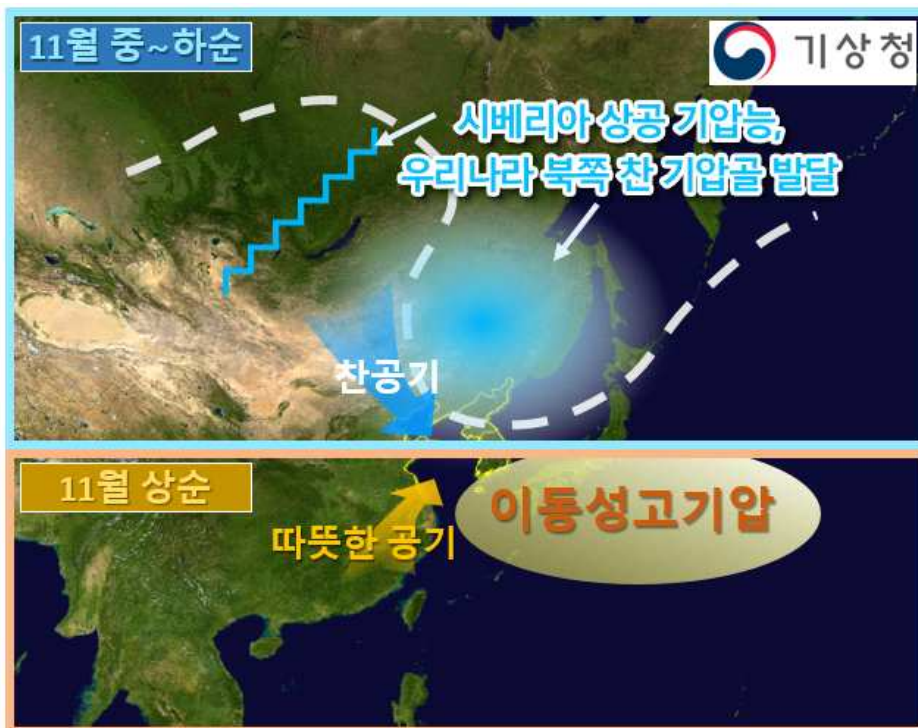 11월 중~하순
기상청
시베리아 상공 기압능,
우리나라 북쪽 찬 기압골 발달
찬공기
11월 상순
이동성고기압
따뜻한 공기